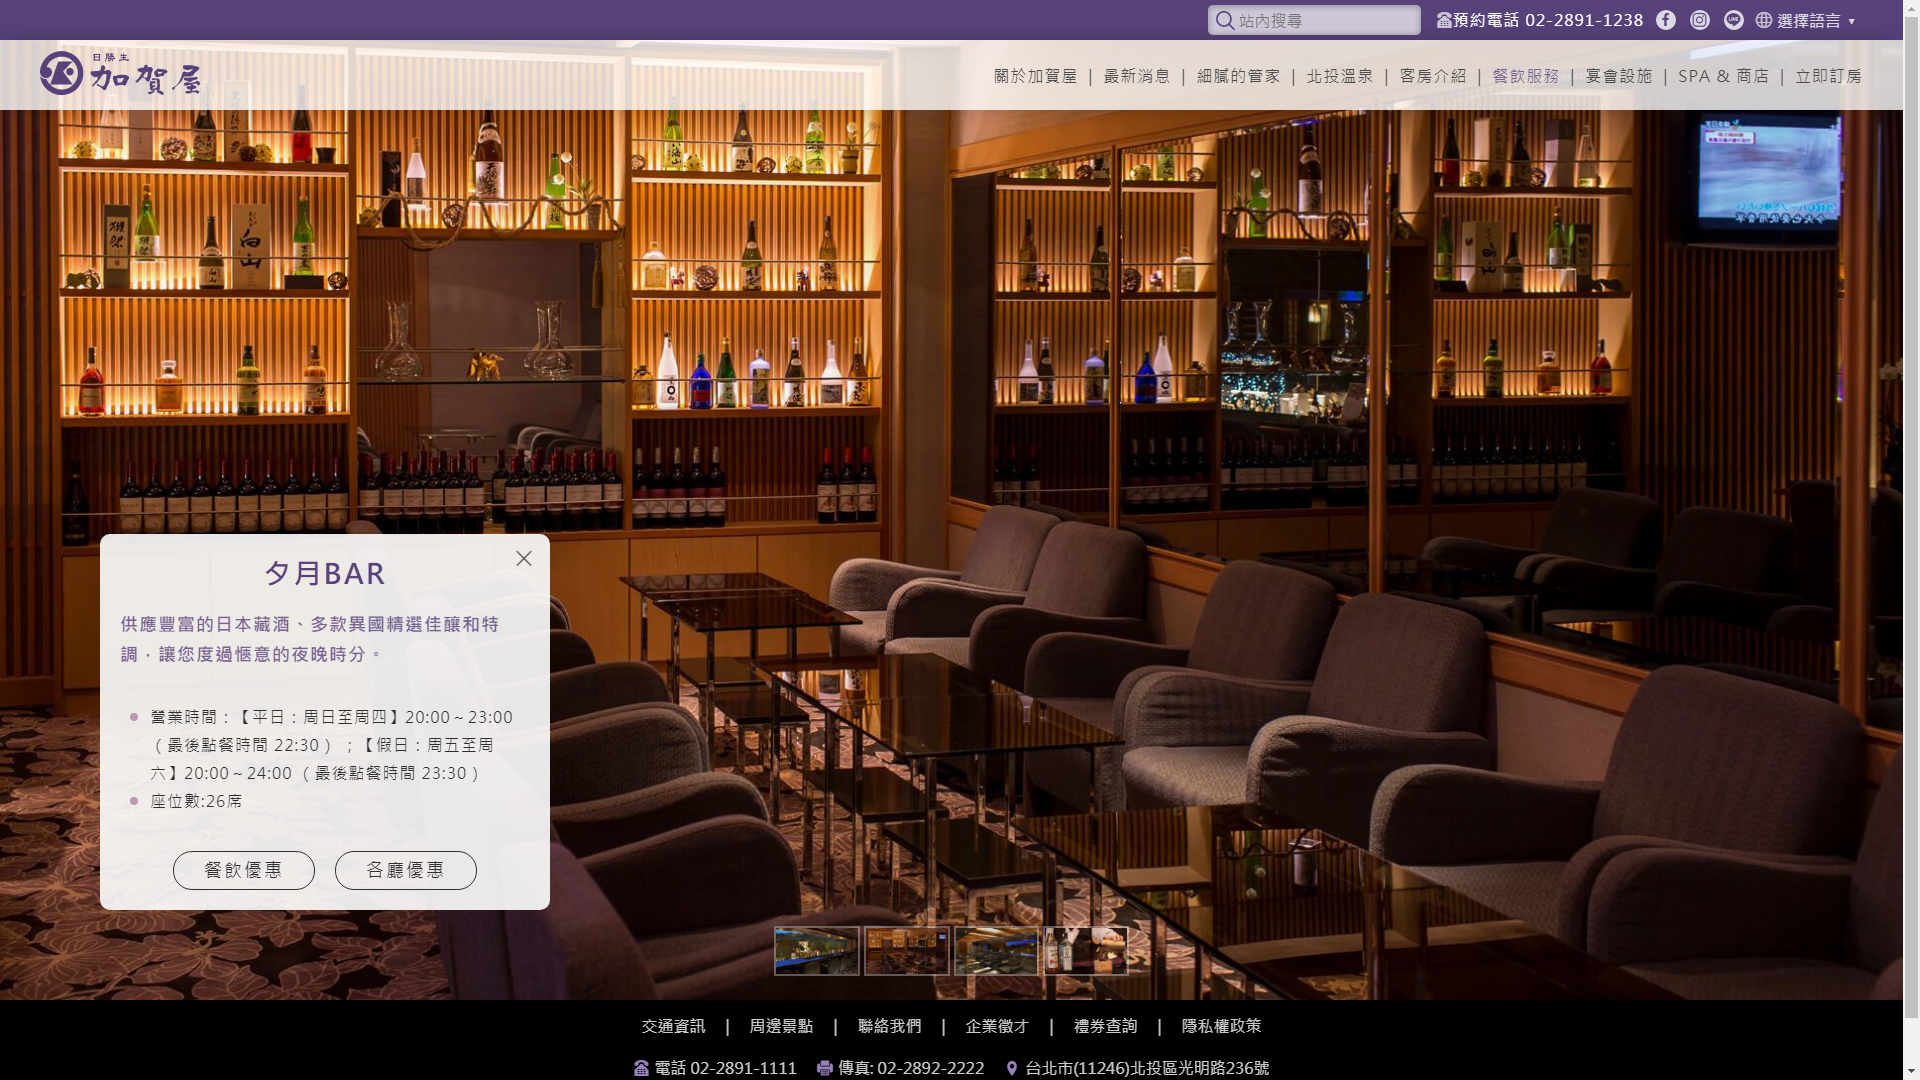 站內搜尋
預約電話 02-2891-1238
選擇語言 ▼
日勝生
加賀屋
關於加賀屋 | 最新消息 | 細膩的管家 | 北投溫泉 | 客房介紹 | 餐飲服務 | 宴會設施 | SPA & 商店 | 立即訂房
白山
夕月BAR
供應豐富的日本藏酒、多款異國精選佳釀和特
調，讓您度過愜意的夜晚時分。
營業時間：【平日：周日至周四】20:00～23:00
（最後點餐時間 22:30） ；【假日：周五至周
六】20:00～24:00 （最後點餐時間 23:30）
座位數:26席
餐飲優惠
各廳優惠
交通資訊 | 周邊景點 | 聯絡我們 | 企業徵才 | 禮券查詢 | 隱私權政策
電話 02-2891-1111 傳真: 02-2892-2222 台北市(11246)北投區光明路236號